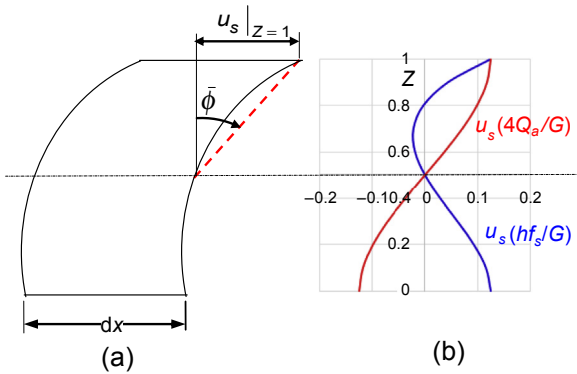 u_s|_{Z=1}
ϕ̄
dx
(a)
1
Z
0.8
u_s(4Q_a/G)
0.6
−0.2 −0.1 0 0.1 0.2
0.4
u_s(hf_s/G)
0.2
0
(b)